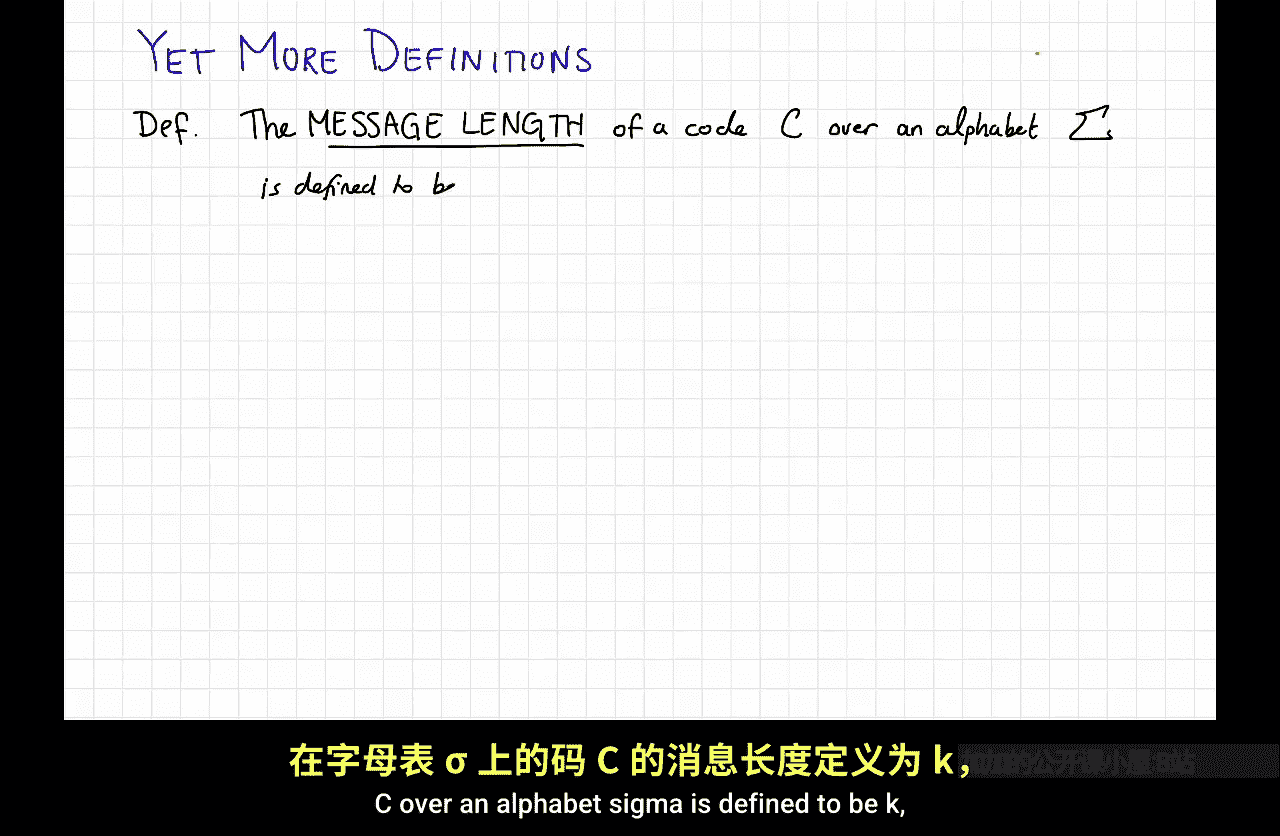 YET MORE DEFINITIONS
Def. The MESSAGE LENGTH of a code C over an alphabet Σ
is defined to b
在字母表 σ 上的码 C 的消息长度定义为 k，
C over an alphabet sigma is defined to be k,